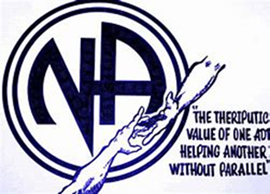 NA
"THE THERIPUTIC
VALUE OF ONE
HELPING ANOTHER
WITHOUT PARALLEL